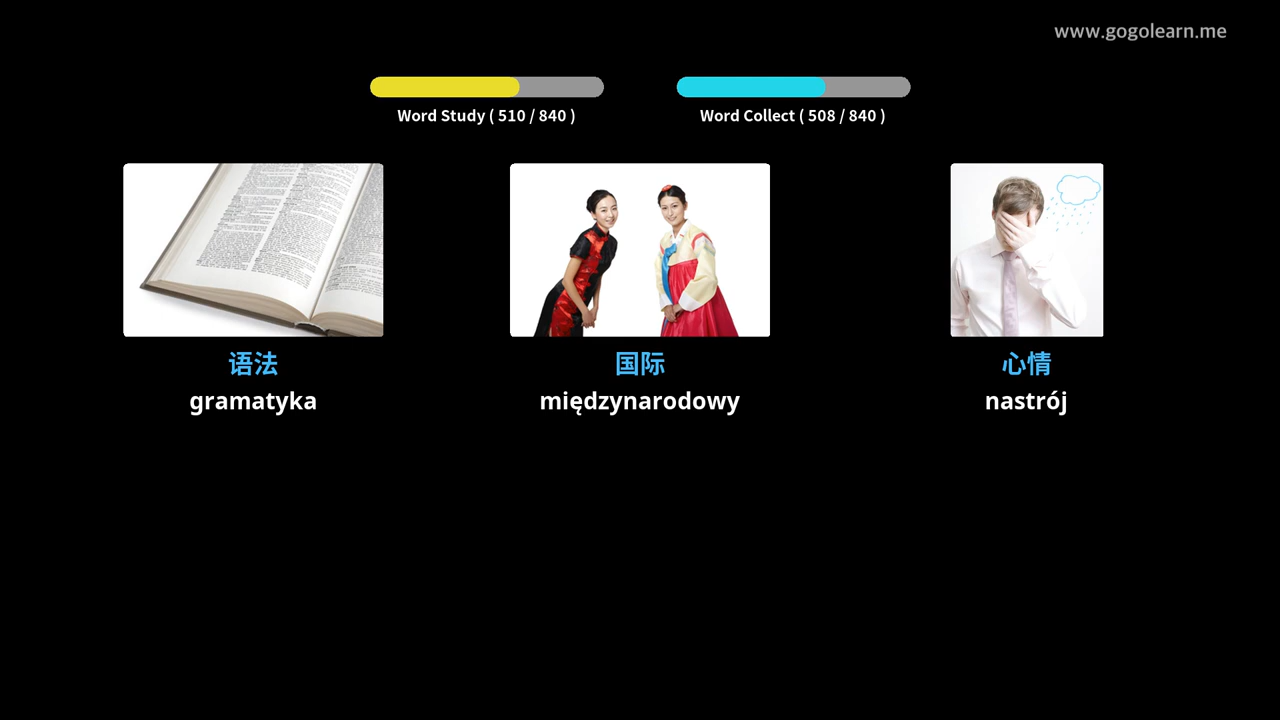 www.gogolearn.me
Word Study ( 510 / 840 )
Word Collect ( 508 / 840 )
语法
国际
心情
gramatyka
międzynarodowy
nastrój